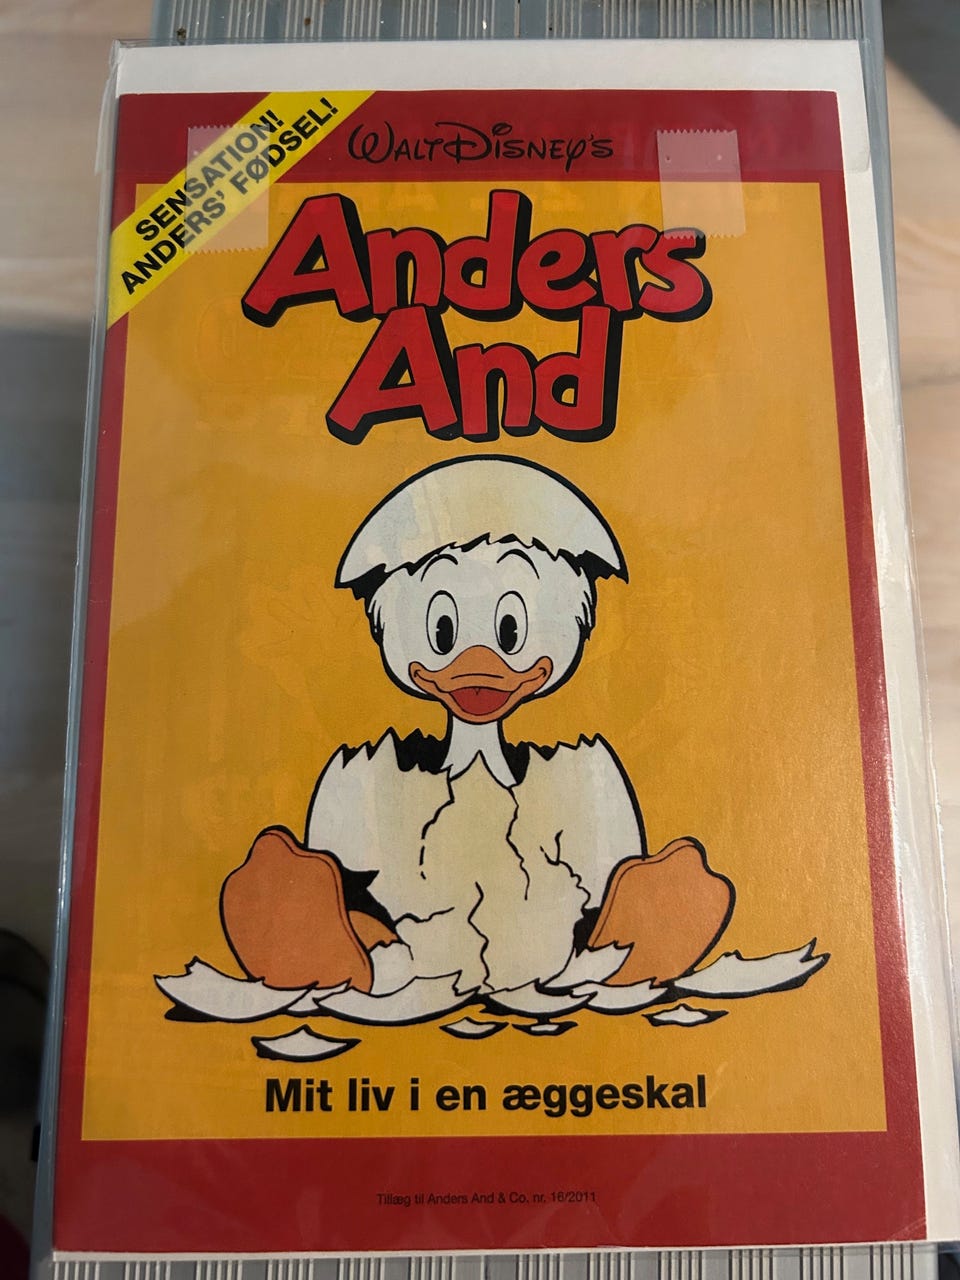 SENSATION!
ANDERS' FØDSEL!
WALT DISNEY'S
Anders
And
Mit liv i en æggeskal
Tillæg til Anders And & Co. nr. 16/2011